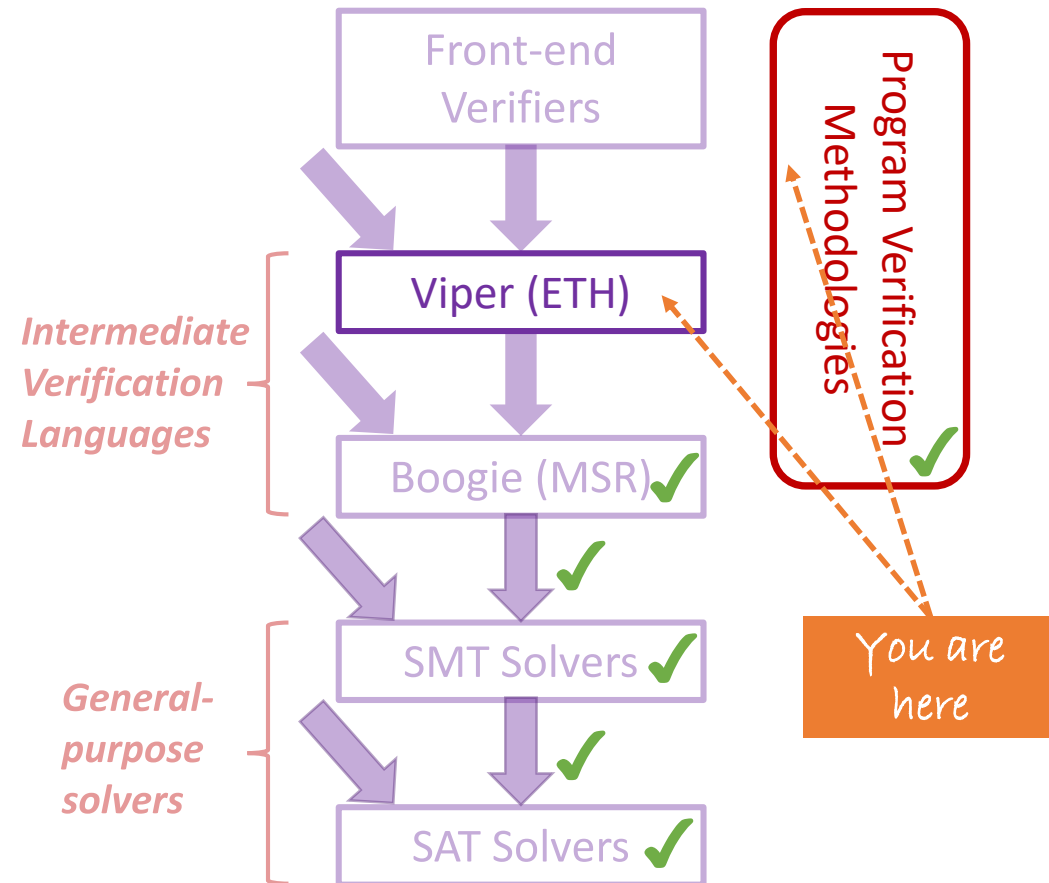 Front-end
Verifiers
Program Verification
Methodologies
Viper (ETH)
Intermediate
Verification
Languages
Boogie (MSR)
SMT Solvers
You are
here
General-
purpose
solvers
SAT Solvers